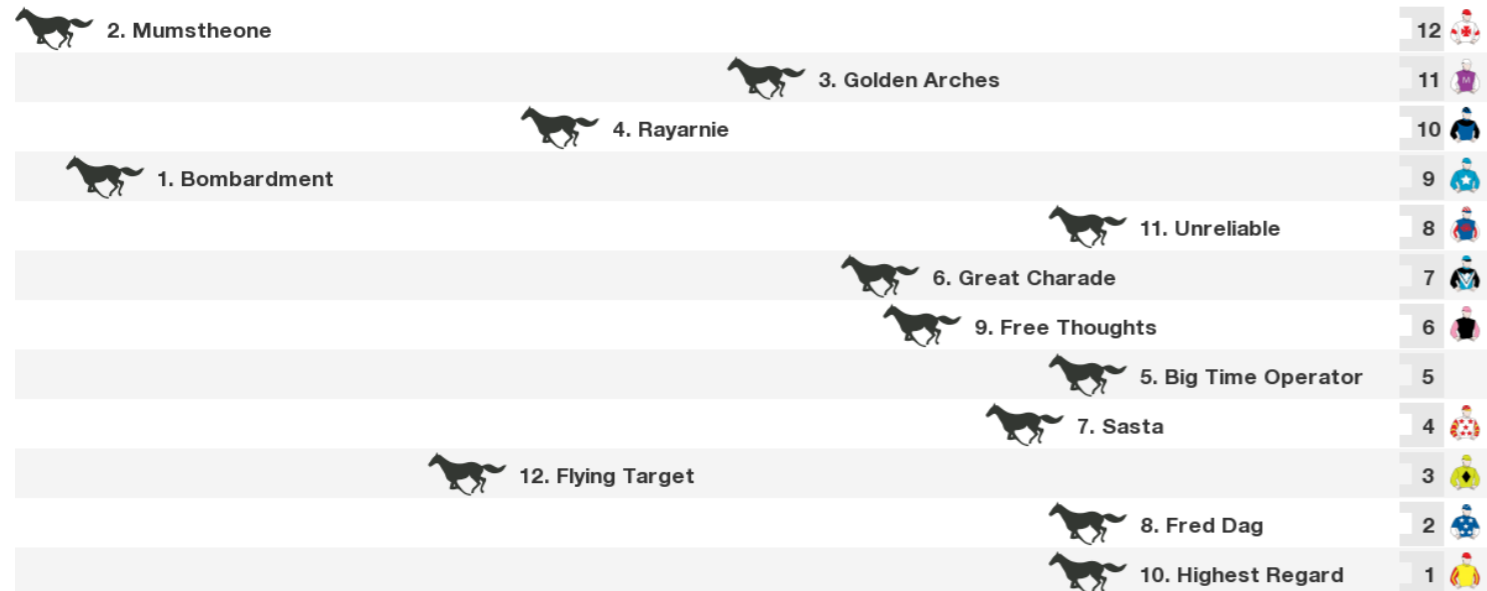 2. Mumstheone 12
3. Golden Arches 11 M
4. Rayarnie 10
1. Bombardment 9
11. Unreliable 8
6. Great Charade 7
9. Free Thoughts 6
5. Big Time Operator 5
7. Sasta 4
12. Flying Target 3
8. Fred Dag 2
10. Highest Regard 1